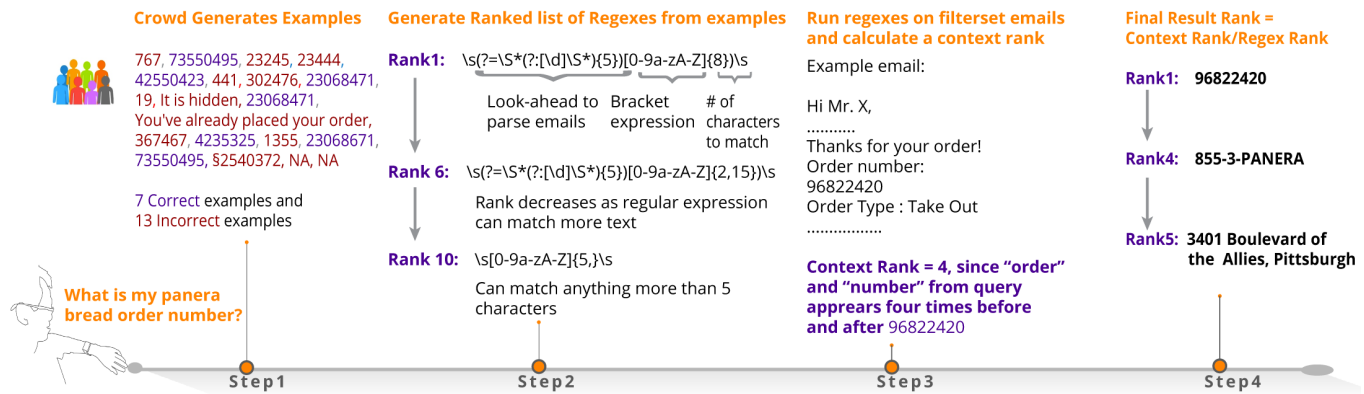 Crowd Generates Examples
767, 73550495, 23245, 23444,
42550423, 441, 302476, 23068471,
19, It is hidden, 23068471,
You've already placed your order,
367467, 4235325, 1355, 23068671,
73550495, §2540372, NA, NA
7 Correct examples and
13 Incorrect examples
What is my panera
bread order number?
Step1
Generate Ranked list of Regexes from examples
Rank1: \s(?=\S*(?:[\d]\S*){5})[0-9a-zA-Z]{8})\s
Look-ahead to
parse emails
Bracket
expression
# of
characters
to match
Rank 6: \s(?=\S*(?:[\d]\S*){5})[0-9a-zA-Z]{2,15})\s
Rank decreases as regular expression
can match more text
Rank 10: \s[0-9a-zA-Z]{5,}\s
Can match anything more than 5
characters
Step2
Run regexes on filterset emails
and calculate a context rank
Example email:
Hi Mr. X,
...........
Thanks for your order!
Order number:
96822420
Order Type : Take Out
.................
Context Rank = 4, since “order”
and “number” from query
apprears four times before
and after 96822420
Step3
Final Result Rank =
Context Rank/Regex Rank
Rank1: 96822420
Rank4: 855-3-PANERA
Rank5: 3401 Boulevard of
the Allies, Pittsburgh
Step4